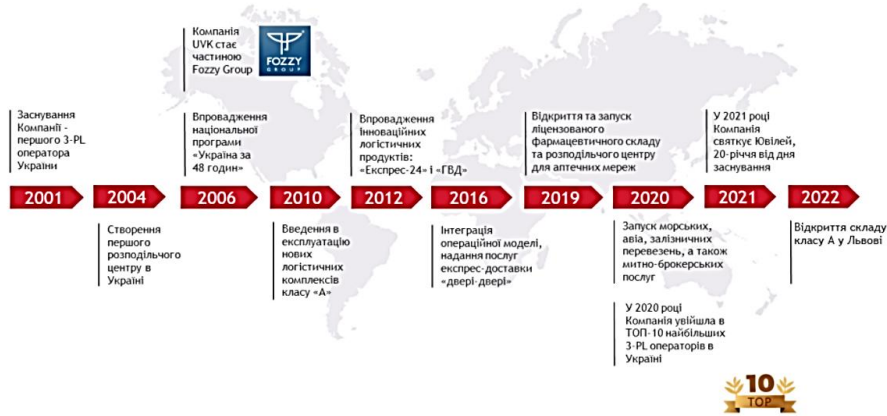 Компанія
UVK стає
частиною
Fozzy Group
FOZZY
GROUP
Заснування
Компанії -
першого 3-PL
оператора
України
Впровадження
національної
програми
«Україна за
48 годин»
Впровадження
інноваційних
логістичних
продуктів:
«Експрес-24» і «ГВД»
Відкриття та запуск
ліцензованого
фармацевтичного складу
та розподільчого центру
для аптечних мереж
У 2021 році
Компанія
святкує Ювілей,
20-річчя від дня
заснування
2001
2004
2006
2010
2012
2016
2019
2020
2021
2022
Створення
першого
розподільчого
центру в
Україні
Введення в
експлуатацію
нових
логістичних
комплексів
класу «А»
Інтеграція
операційної моделі,
надання послуг
експрес-доставки
«двері-двері»
Запуск морських,
авіа, залізничних
перевезень, а також
митно-брокерських
послуг
Відкриття складу
класу А у Львові
У 2020 році
Компанія увійшла в
ТОП-10 найбільших
3-PL операторів в
Україні
10
TOP